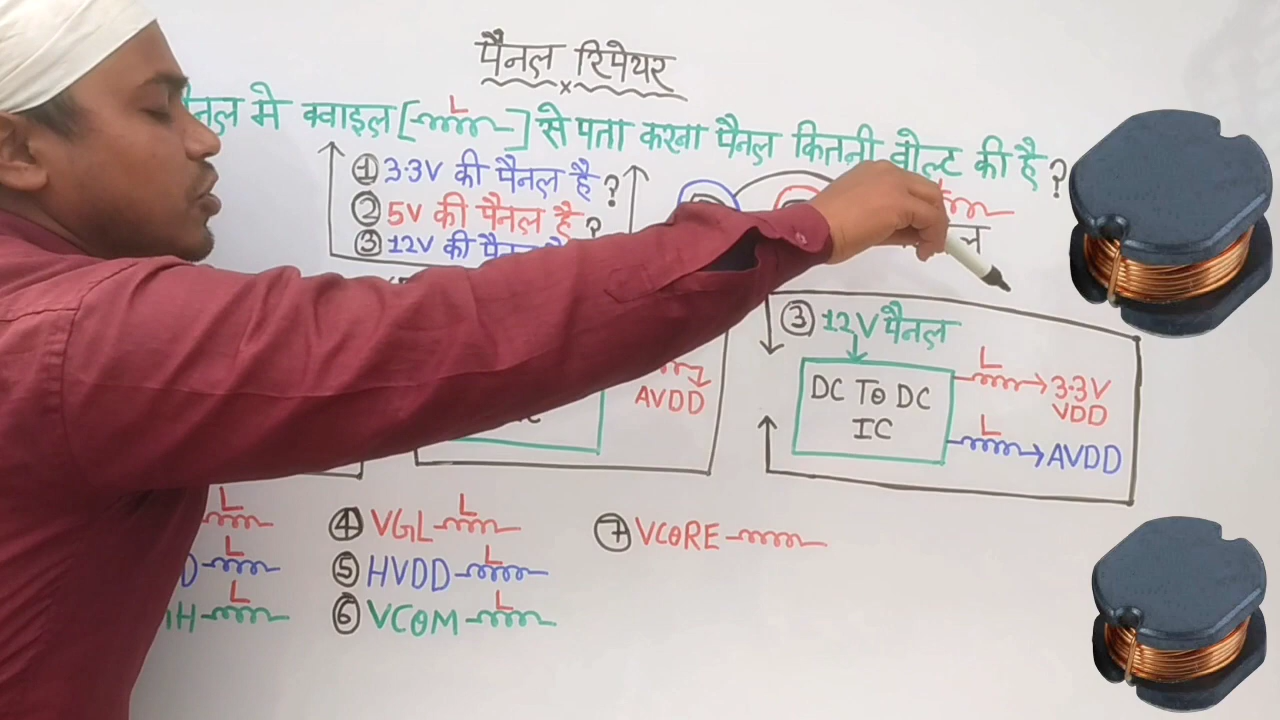 पैनल रिपेयर
मे क्वाइल [L] से पता करना पैनल कितनी वोल्ट की है ?
① 3.3V की पैनल है ?
② 5V की पैनल है ?
③ 12V की
③ 12V पैनल
DC TO DC
IC
L
3.3V
VDD
L
AVDD
AVDD
L
④ VGL L
⑦ VCORE
L
⑤ HVDD L
L
⑥ VCOM L